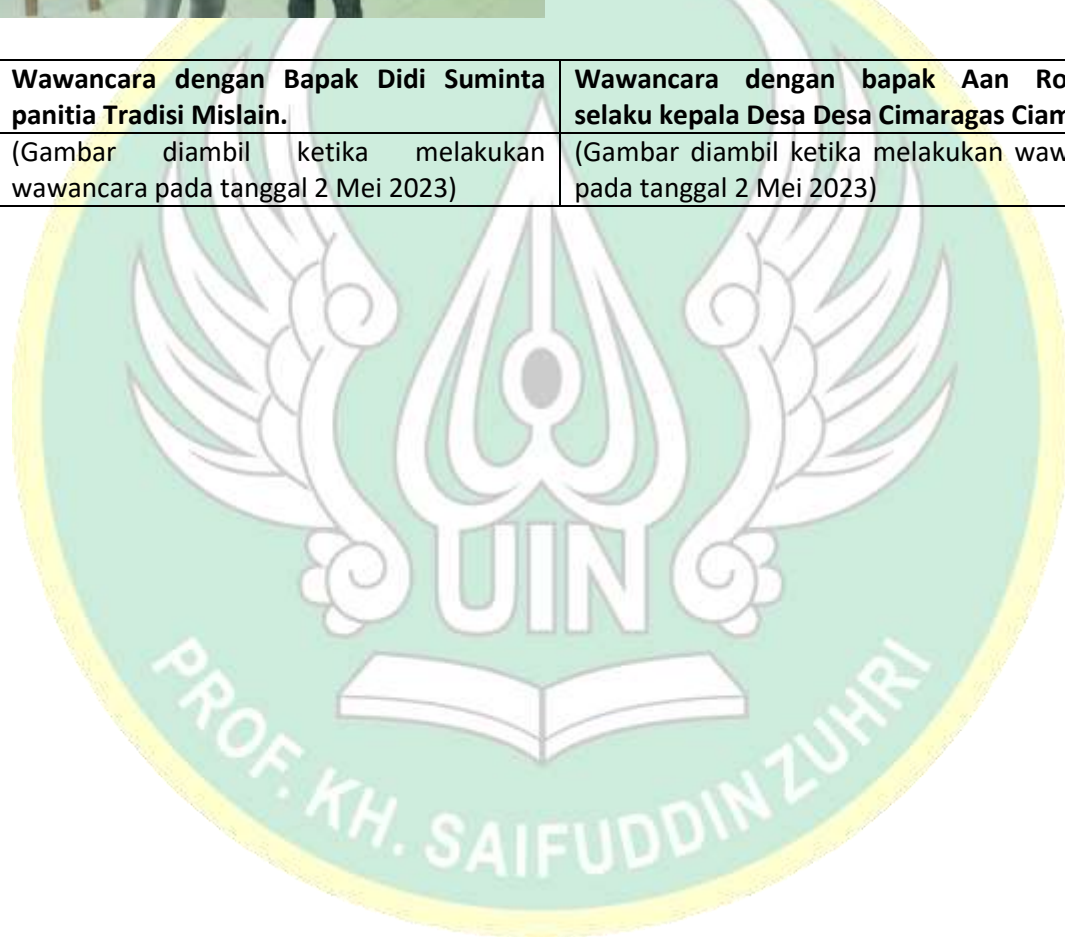 Wawancara dengan Bapak Didi Suminta
panitia Tradisi Mislain.
(Gambar diambil ketika melakukan
wawancara pada tanggal 2 Mei 2023)
Wawancara dengan bapak Aan
selaku kepala Desa Desa Cimaragas
(Gambar diambil ketika melakukan
pada tanggal 2 Mei 2023)
UIN
PROF. KH. SAIFUDDIN ZUHRI